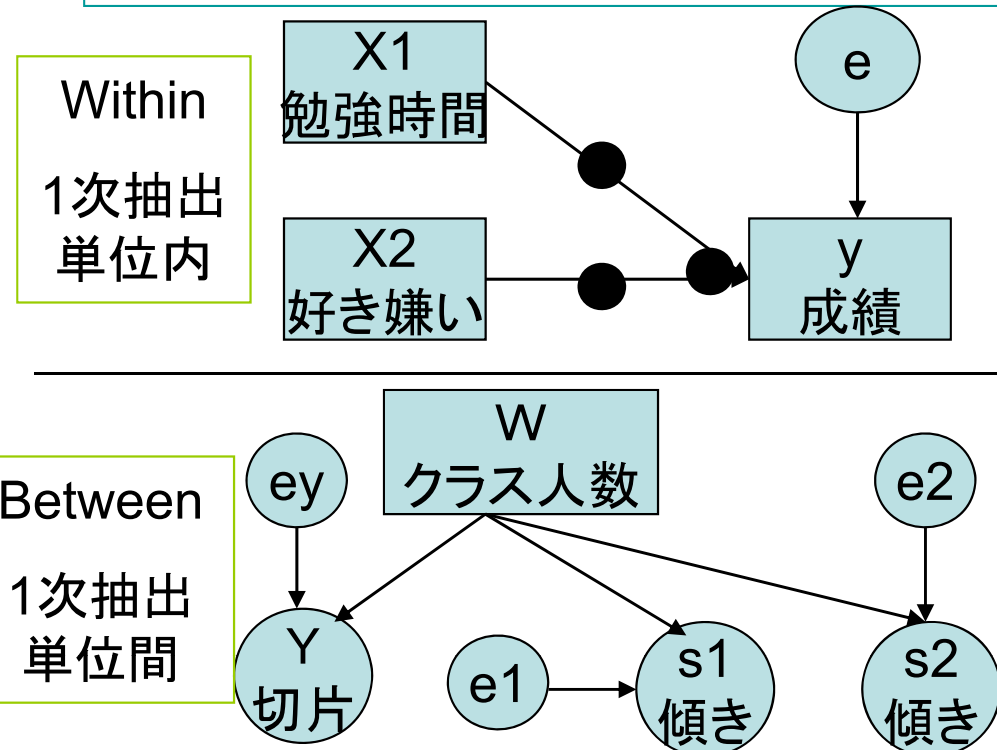 Within
1次抽出
単位内
X1
勉強時間
e
X2
好き嫌い
y
成績
Between
1次抽出
単位間
W
クラス人数
ey
e2
Y
切片
e1
s1
傾き
s2
傾き